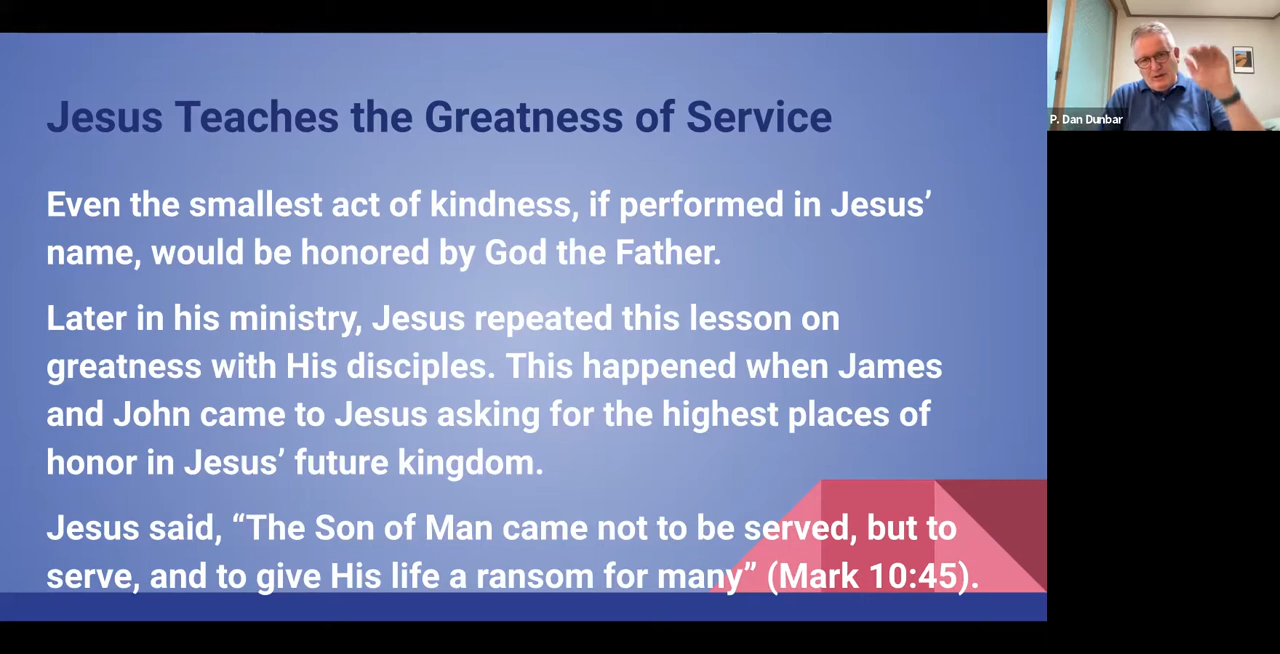 Jesus Teaches the Greatness of Service
Even the smallest act of kindness, if performed in Jesus’
name, would be honored by God the Father.
Later in his ministry, Jesus repeated this lesson on
greatness with His disciples. This happened when James
and John came to Jesus asking for the highest places of
honor in Jesus’ future kingdom.
Jesus said, “The Son of Man came not to be served, but to
serve, and to give His life a ransom for many” (Mark 10:45).
P. Dan Dunbar